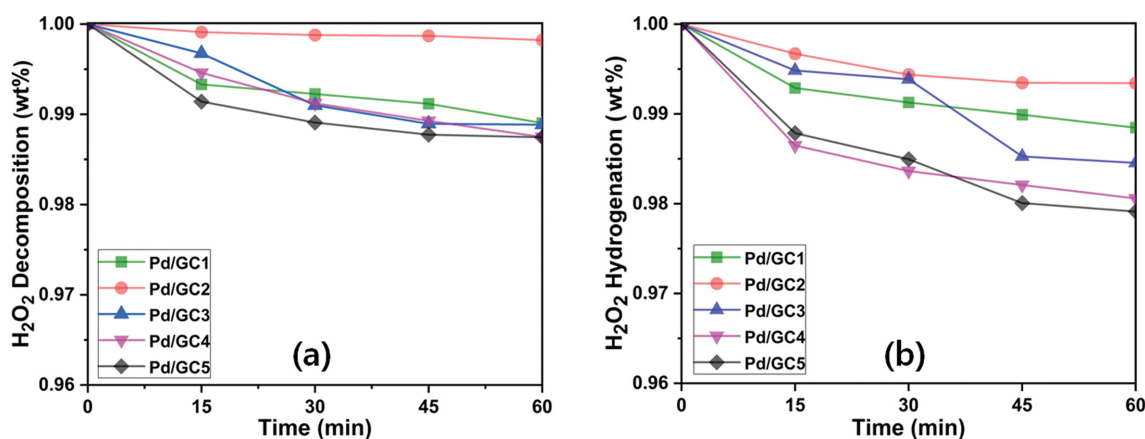 1.00
0.99
0.98
0.97
0.96
H₂O₂ Decomposition (wt%)
Pd/GC1
Pd/GC2
Pd/GC3
Pd/GC4
Pd/GC5
(a)
0 15 30 45 60
Time (min)
1.00
0.99
0.98
0.97
0.96
H₂O₂ Hydrogenation (wt%)
Pd/GC1
Pd/GC2
Pd/GC3
Pd/GC4
Pd/GC5
(b)
0 15 30 45 60
Time (min)